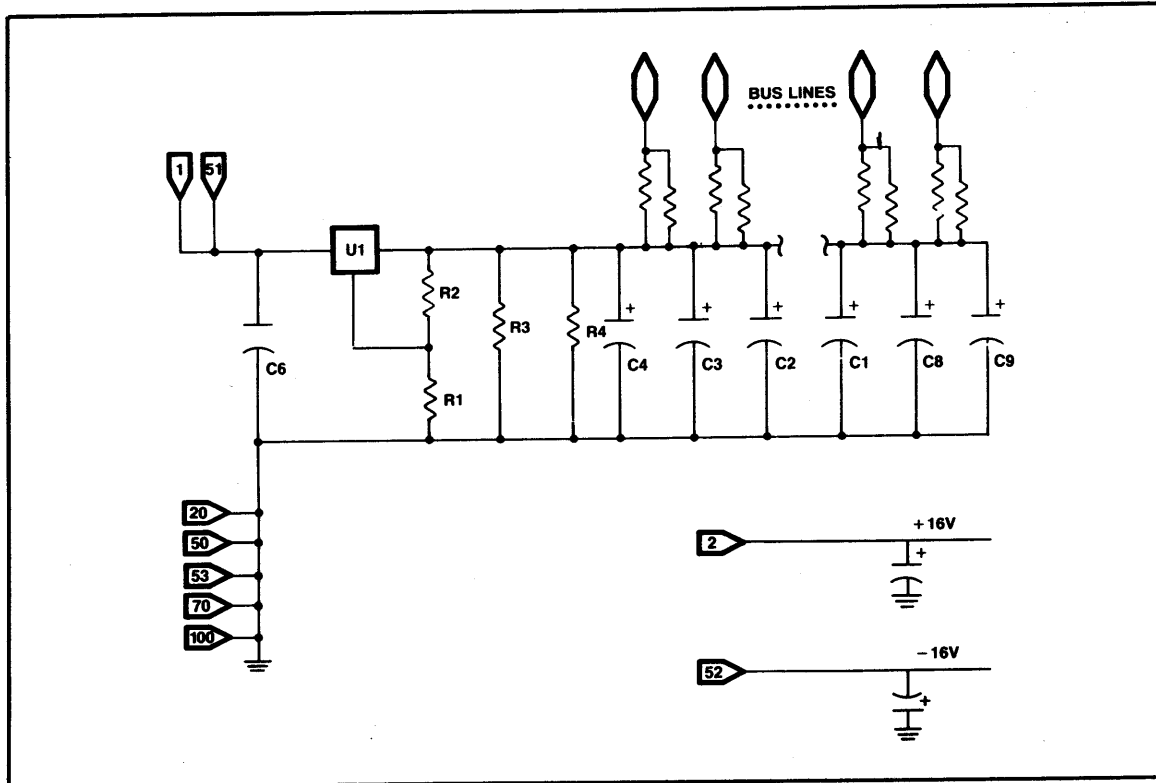 BUS LINES
1
51
U1
R2
R3
R4
C6
R1
+
C4
+
C3
+
C2
+
C1
+
C8
+
C9
20
50
53
70
100
2
+16V
+
52
−16V
+